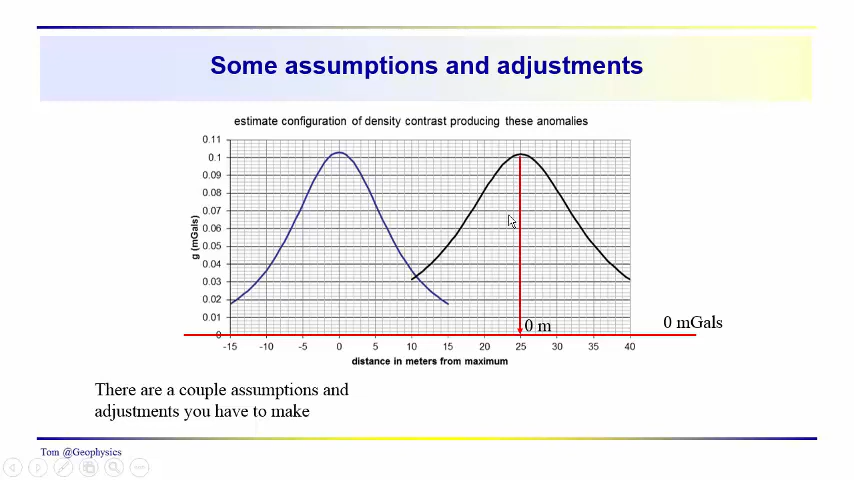 Some assumptions and adjustments
estimate configuration of density contrast producing these anomalies
0.11
0.1
0.09
0.08
0.07
0.06
0.05
0.04
0.03
0.02
0.01
0
g (mGals)
0 m
0 mGals
-15 -10 -5 0 5 10 15 20 25 30 35 40
distance in meters from maximum
There are a couple assumptions and
adjustments you have to make
Tom @Geophysics